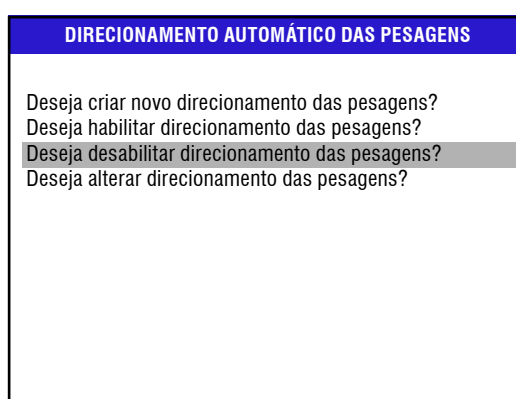 DIRECIONAMENTO AUTOMÁTICO DAS PESAGENS
Deseja criar novo direcionamento das pesagens?
Deseja habilitar direcionamento das pesagens?
Deseja desabilitar direcionamento das pesagens?
Deseja alterar direcionamento das pesagens?